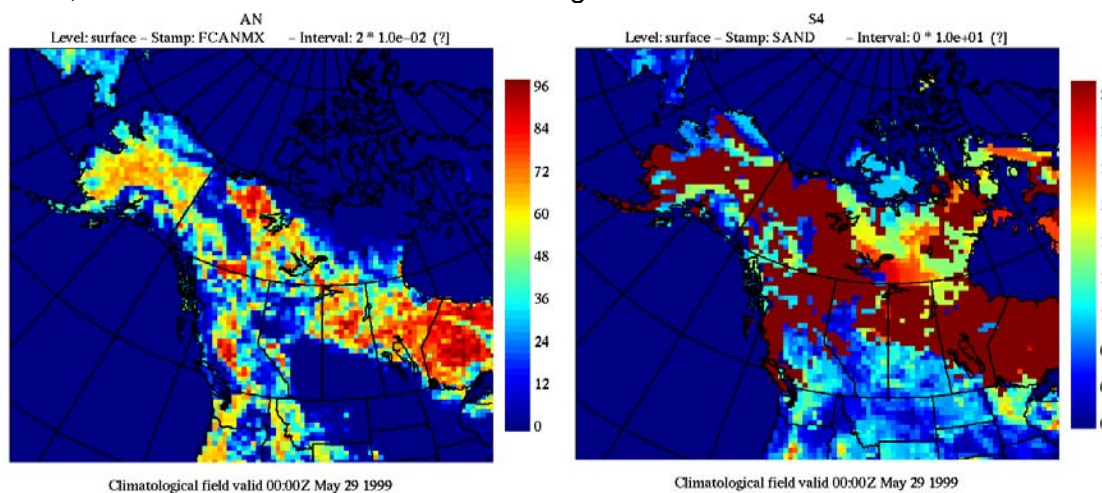 AN
Level: surface – Stamp: FCANMX – Interval: 2 * 1.0e–02 (?)
96
84
72
60
48
36
24
12
0
Climatological field valid 00:00Z May 29 1999
S4
Level: surface – Stamp: SAND – Interval: 0 * 1.0e+01 (?)
Climatological field valid 00:00Z May 29 1999